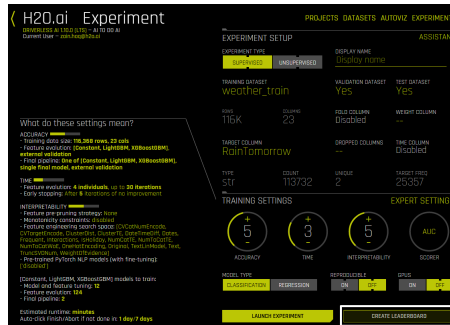 H2O.ai Experiment
DRIVERLESS AI 1.10.0 (LTS) – AI TO DO AI
Current User –
PROJECTS DATASETS AUTOVIZ EXPERIMENT
EXPERIMENT SETUP
ASSISTAN
EXPERIMENT TYPE
SUPERVISED
UNSUPERVISED
DISPLAY NAME
Display name
TRAINING DATASET
weather_train
VALIDATION DATASET
Yes
TEST DATASET
Yes
ROWS
116K
COLUMNS
23
FOLD COLUMN
Disabled
WEIGHT COLUMN
--
TARGET COLUMN
RainTomorrow
DROPPED COLUMNS
--
TIME COLUMN
Disabled
TYPE
str
COUNT
113732
UNIQUE
2
TARGET FREQ
25357
What do these settings mean?
ACCURACY
- Training data size: 116,368 rows, 23 cols
- Feature evolution: [Constant, LightGBM, XGBoostGBM],
external validation
- Final pipeline: One of [Constant, LightGBM, XGBoostGBM],
single final model, external validation
TIME
- Feature evolution: 4 individuals, up to 30 iterations
- Early stopping: After 5 iterations of no improvement
INTERPRETABILITY
- Feature pre-pruning strategy: None
- Monotonicity constraints: disabled
- Feature engineering search space: [CVCatNumEncode,
CVTargetEncode, ClusterDist, ClusterTE, DateTimeDiff, Dates,
Frequent, Interactions, IsHoliday, NumCatTE, NumToCatTE,
NumToCatWoE, OneHotEncoding, Original, TextLinModel, Text,
TruncSVDNum, WeightOfEvidence]
- Pre-trained PyTorch NLP models (with fine-tuning):
['disabled']
[Constant, LightGBM, XGBoostGBM] models to train:
- Model and feature tuning: 12
- Feature evolution: 124
- Final pipeline: 2
Estimated runtime: minutes
Auto-click Finish/Abort if not done in: 1 day/7 days
TRAINING SETTINGS
EXPERT SETTING
5
ACCURACY
3
TIME
5
INTERPRETABILITY
AUC
SCORER
MODEL TYPE
CLASSIFICATION
REGRESSION
REPRODUCIBLE
ON
OFF
GPUS
ON
OFF
LAUNCH EXPERIMENT
CREATE LEADERBOARD